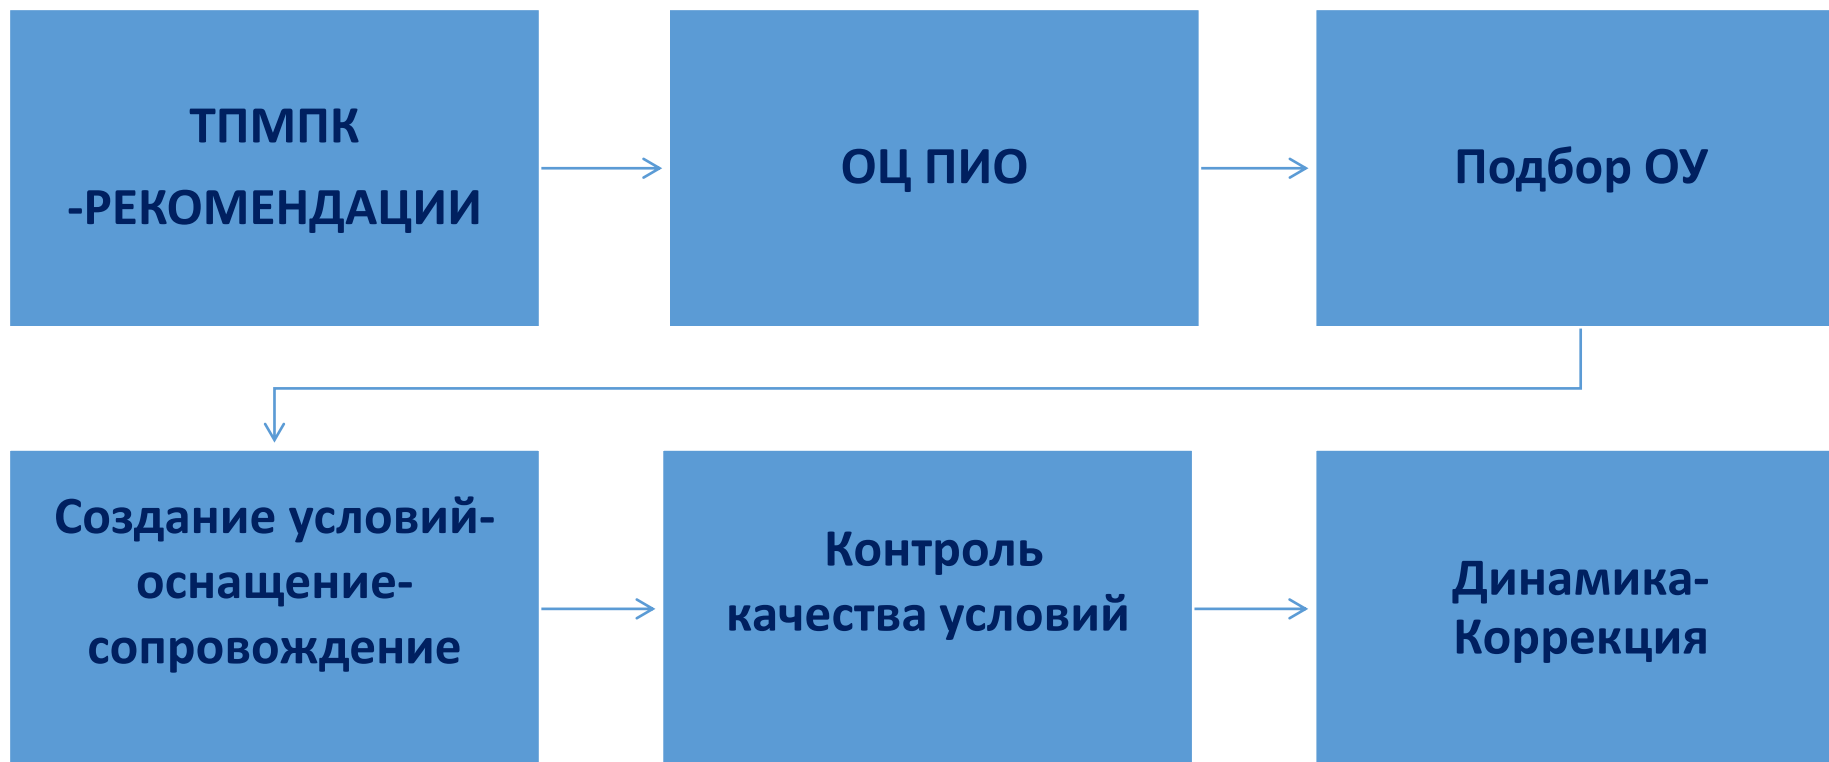 ТПМПК
-РЕКОМЕНДАЦИИ
ОЦ ПИО
Подбор ОУ
Создание условий-
оснащение-
сопровождение
Контроль
качества условий
Динамика-
Коррекция